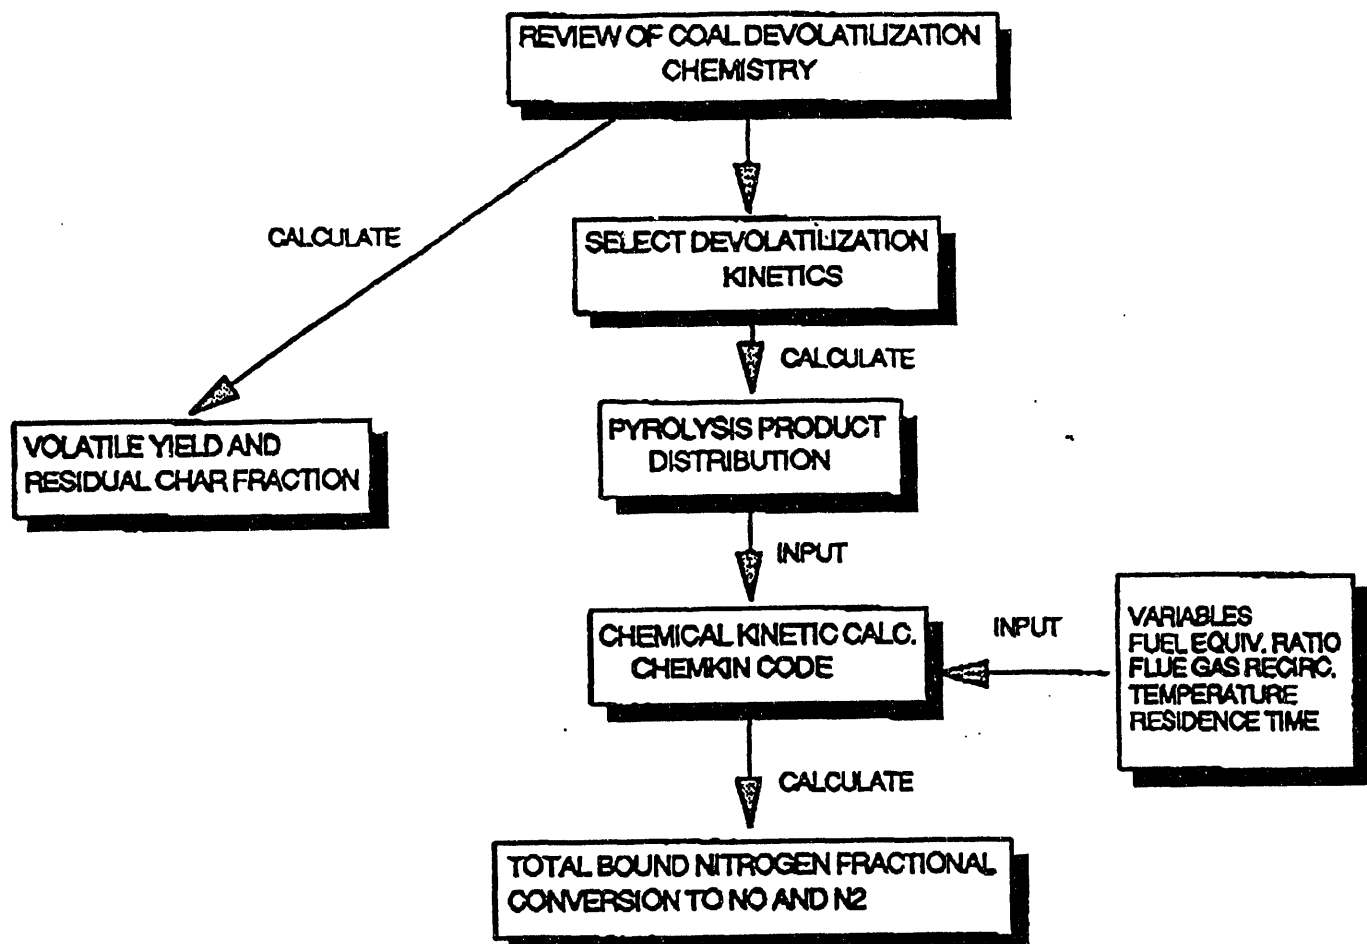 REVIEW OF COAL DEVOLATILIZATION
CHEMISTRY
CALCULATE
SELECT DEVOLATILIZATION
KINETICS
CALCULATE
VOLATILE YIELD AND
RESIDUAL CHAR FRACTION
PYROLYSIS PRODUCT
DISTRIBUTION
INPUT
CHEMICAL KINETIC CALC.
CHEMKIN CODE
INPUT
VARIABLES
FUEL EQUIV. RATIO
FLUE GAS RECIRC.
TEMPERATURE
RESIDENCE TIME
CALCULATE
TOTAL BOUND NITROGEN FRACTIONAL
CONVERSION TO NO AND N2